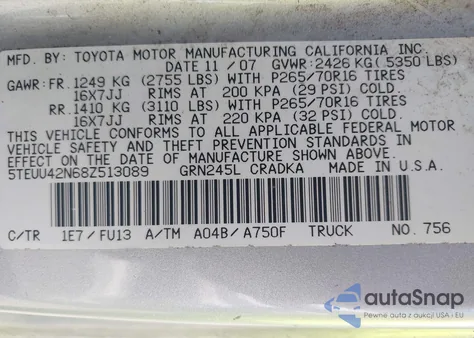 MFD. BY: TOYOTA MOTOR MANUFACTURING CALIFORNIA INC.
DATE 11 / 07 GVWR: 2426 KG ( 5350 LBS)
GAWR: FR. 1249 KG (2755 LBS) WITH P265/70R16 TIRES
16X7JJ RIMS AT 200 KPA (29 PSI) COLD.
RR. 1410 KG (3110 LBS) WITH P265/70R16 TIRES
16X7JJ RIMS AT 220 KPA (32 PSI) COLD.
THIS VEHICLE CONFORMS TO ALL APPLICABLE FEDERAL MOTOR
VEHICLE SAFETY AND THEFT PREVENTION STANDARDS IN
EFFECT ON THE DATE OF MANUFACTURE SHOWN ABOVE.
5TEUU42N68Z513089 GRN245L CRADKA MADE IN U.S.A.
C/TR 1E7 / FU13 A/TM A04B/ A750F TRUCK NO. 756
autoSnap
Pewne auta z USA i EU